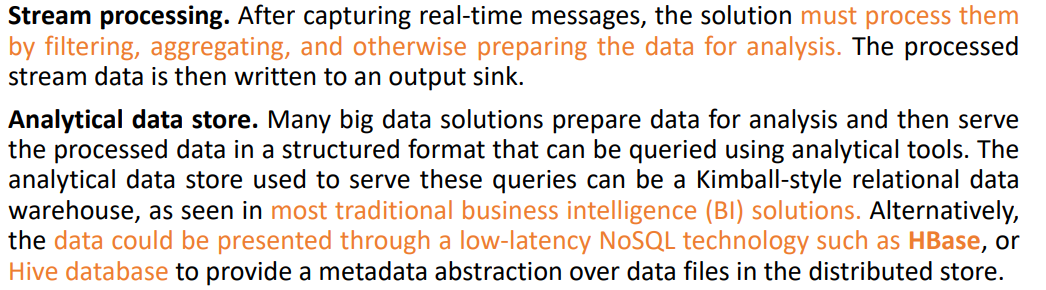 Stream processing. After capturing real-time messages, the solution must process them
by filtering, aggregating, and otherwise preparing the data for analysis. The processed
stream data is then written to an output sink.
Analytical data store. Many big data solutions prepare data for analysis and then serve
the processed data in a structured format that can be queried using analytical tools. The
analytical data store used to serve these queries can be a Kimball-style relational data
warehouse, as seen in most traditional business intelligence (BI) solutions. Alternatively,
the data could be presented through a low-latency NoSQL technology such as HBase, or
Hive database to provide a metadata abstraction over data files in the distributed store.